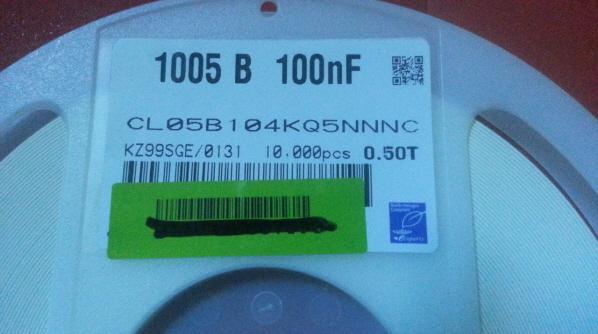 1005 B 100nF
CL05B104KQ5NNNC
KZ99SGE/0131 10,000pcs 0.50T